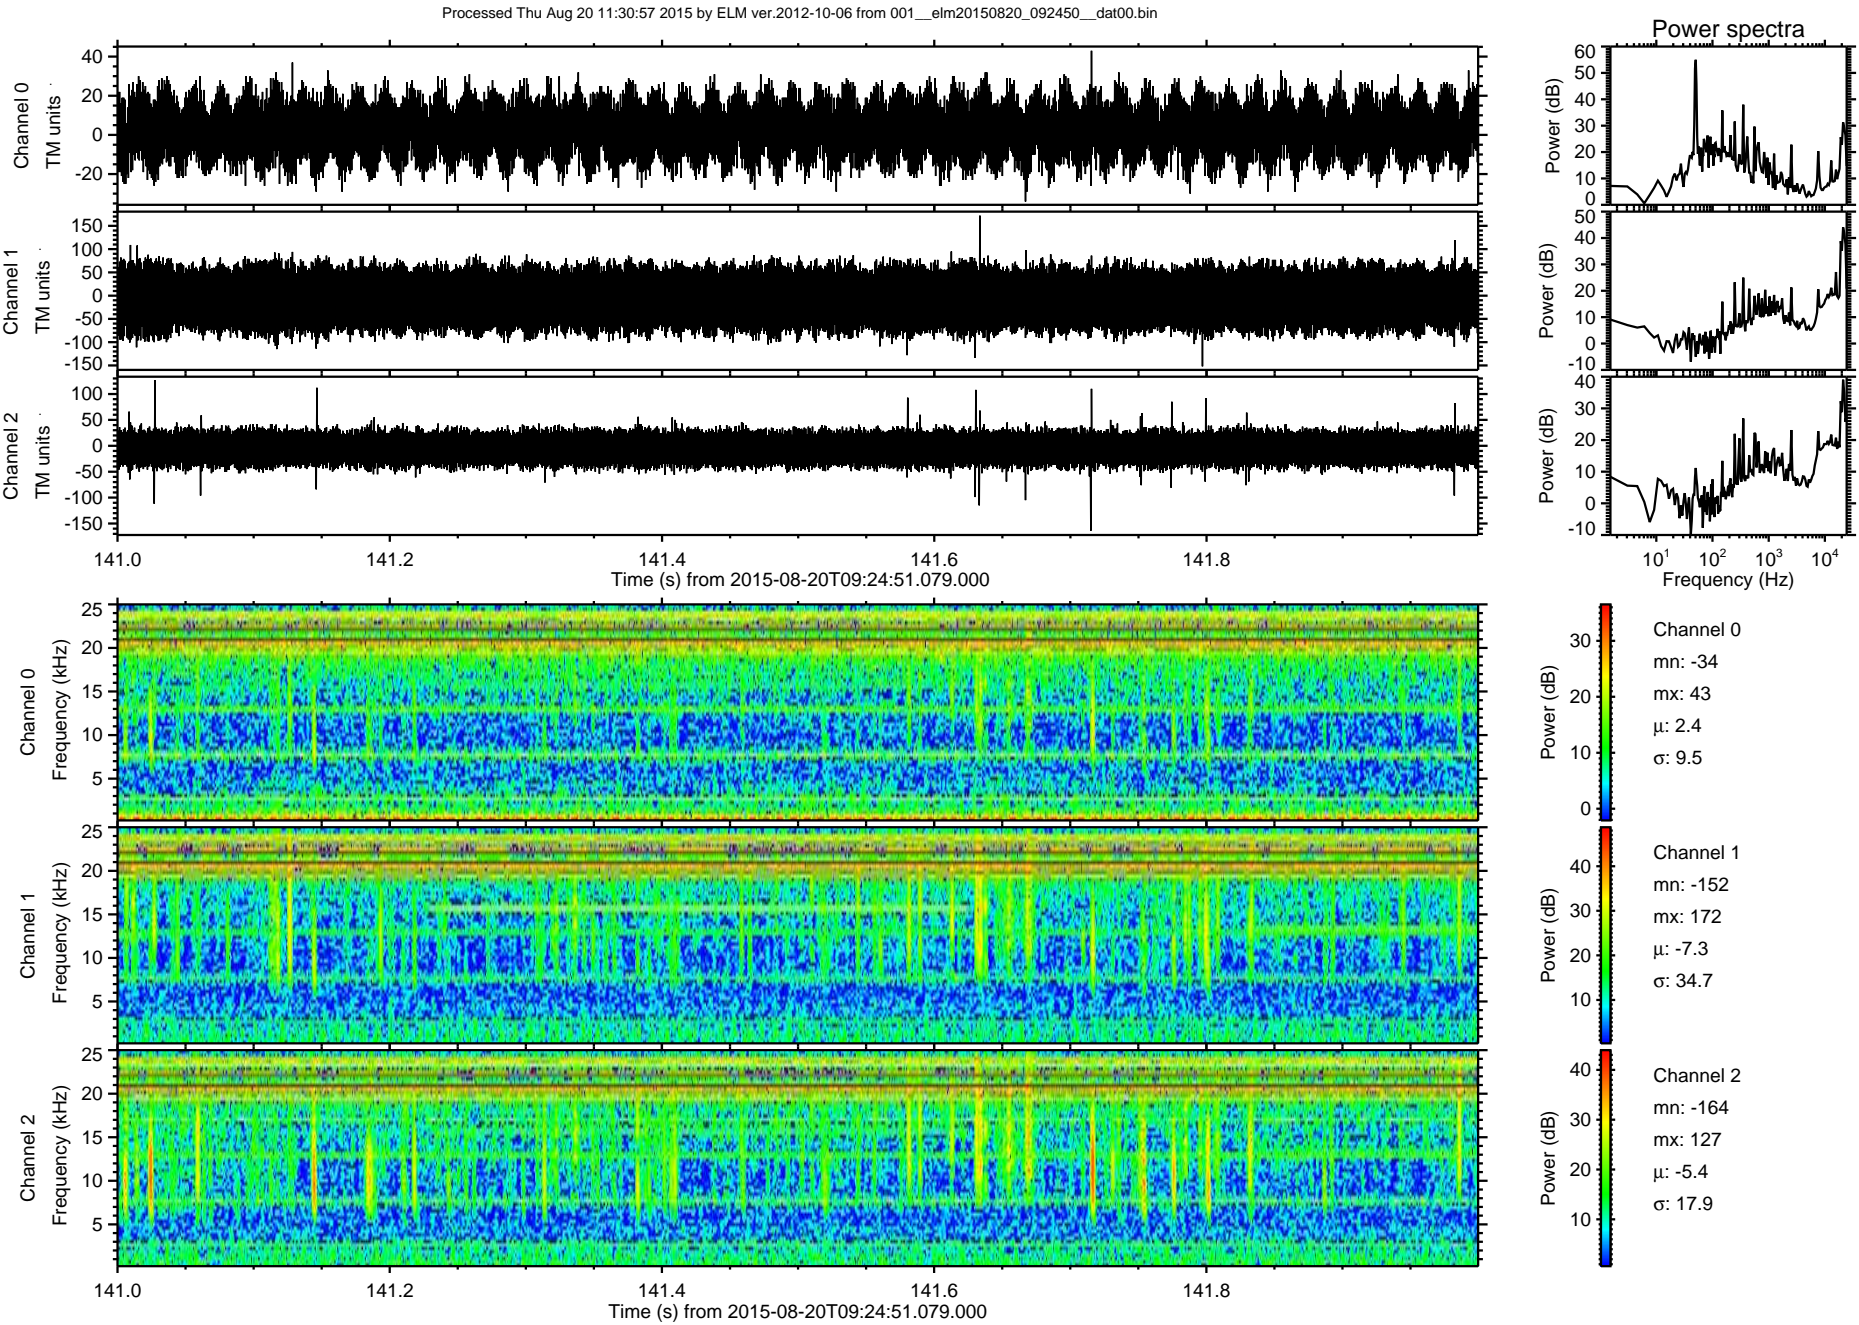 Processed Thu Aug 20 11:30:57 2015 by ELM ver.2012-10-06 from 001__elm20150820_092450__dat00.bin
Power spectra
Channel 0
TM units
40
20
0
-20
Power (dB)
60
50
40
30
20
10
0
Channel 1
TM units
150
100
50
0
-50
-100
-150
Power (dB)
50
40
30
20
10
0
-10
Channel 2
TM units
100
50
0
-50
-100
-150
Power (dB)
40
30
20
10
0
-10
141.0 141.2 141.4 141.6 141.8
Time (s) from 2015-08-20T09:24:51.079.000
10¹ 10² 10³ 10⁴
Frequency (Hz)
Channel 0
Frequency (kHz)
25
20
15
10
5
Power (dB)
30
20
10
0
Channel 0
mn: -34
mx: 43
μ: 2.4
σ: 9.5
Channel 1
Frequency (kHz)
25
20
15
10
5
Power (dB)
40
30
20
10
Channel 1
mn: -152
mx: 172
μ: -7.3
σ: 34.7
Channel 2
Frequency (kHz)
25
20
15
10
5
Power (dB)
40
30
20
10
Channel 2
mn: -164
mx: 127
μ: -5.4
σ: 17.9
141.0 141.2 141.4 141.6 141.8
Time (s) from 2015-08-20T09:24:51.079.000